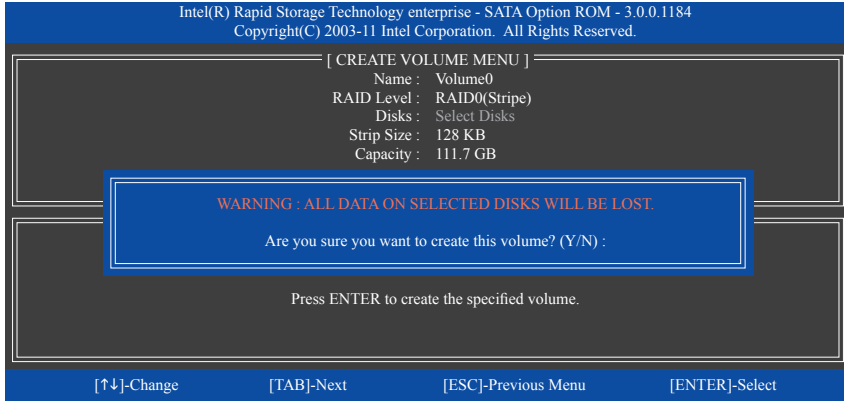 Intel(R) Rapid Storage Technology enterprise - SATA Option ROM - 3.0.0.1184
Copyright(C) 2003-11 Intel Corporation.  All Rights Reserved.
[ CREATE VOLUME MENU ]
Name : Volume0
RAID Level : RAID0(Stripe)
Disks : Select Disks
Strip Size : 128 KB
Capacity : 111.7 GB
WARNING : ALL DATA ON SELECTED DISKS WILL BE LOST.
Are you sure you want to create this volume? (Y/N) :
Press ENTER to create the specified volume.
[↑↓]-Change [TAB]-Next [ESC]-Previous Menu [ENTER]-Select